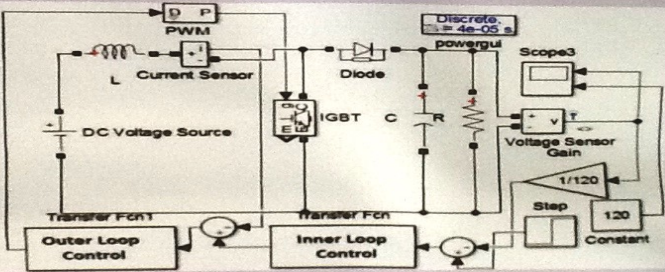 D P
PWM
Discrete,
= 4e-05 s
powergui
Scope3
i
L
Current Sensor
Diode
C
E
IGBT
C
R
DC Voltage Source
v
Voltage Sensor
Gain
1/120
Step
120
Constant
Transfer Fcn1
Outer Loop
Control
Transfer Fcn
Inner Loop
Control